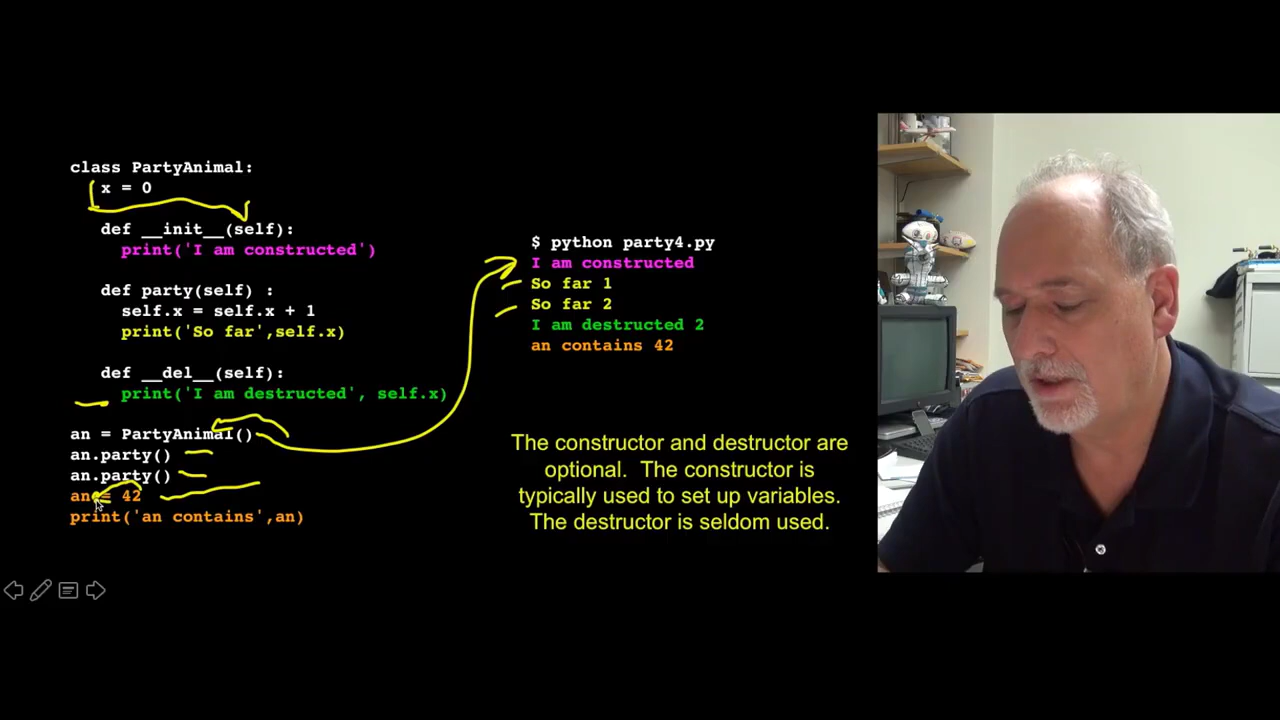 class PartyAnimal:
x = 0
def __init__(self):
print('I am constructed')
def party(self) :
self.x = self.x + 1
print('So far',self.x)
def __del__(self):
print('I am destructed', self.x)
an = PartyAnimal()
an.party()
an.party()
an = 42
print('an contains',an)
$ python party4.py
I am constructed
So far 1
So far 2
I am destructed 2
an contains 42
The constructor and destructor are
optional. The constructor is
typically used to set up variables.
The destructor is seldom used.